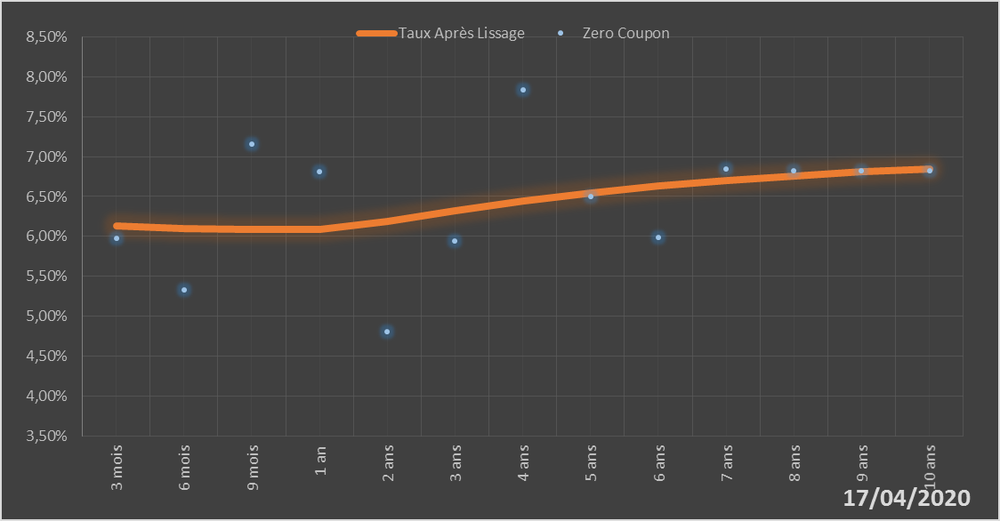 Taux Après Lissage
Zero Coupon
8,50%
8,00%
7,50%
7,00%
6,50%
6,00%
5,50%
5,00%
4,50%
4,00%
3,50%
3 mois
6 mois
9 mois
1 an
2 ans
3 ans
4 ans
5 ans
6 ans
7 ans
8 ans
9 ans
10 ans
17/04/2020